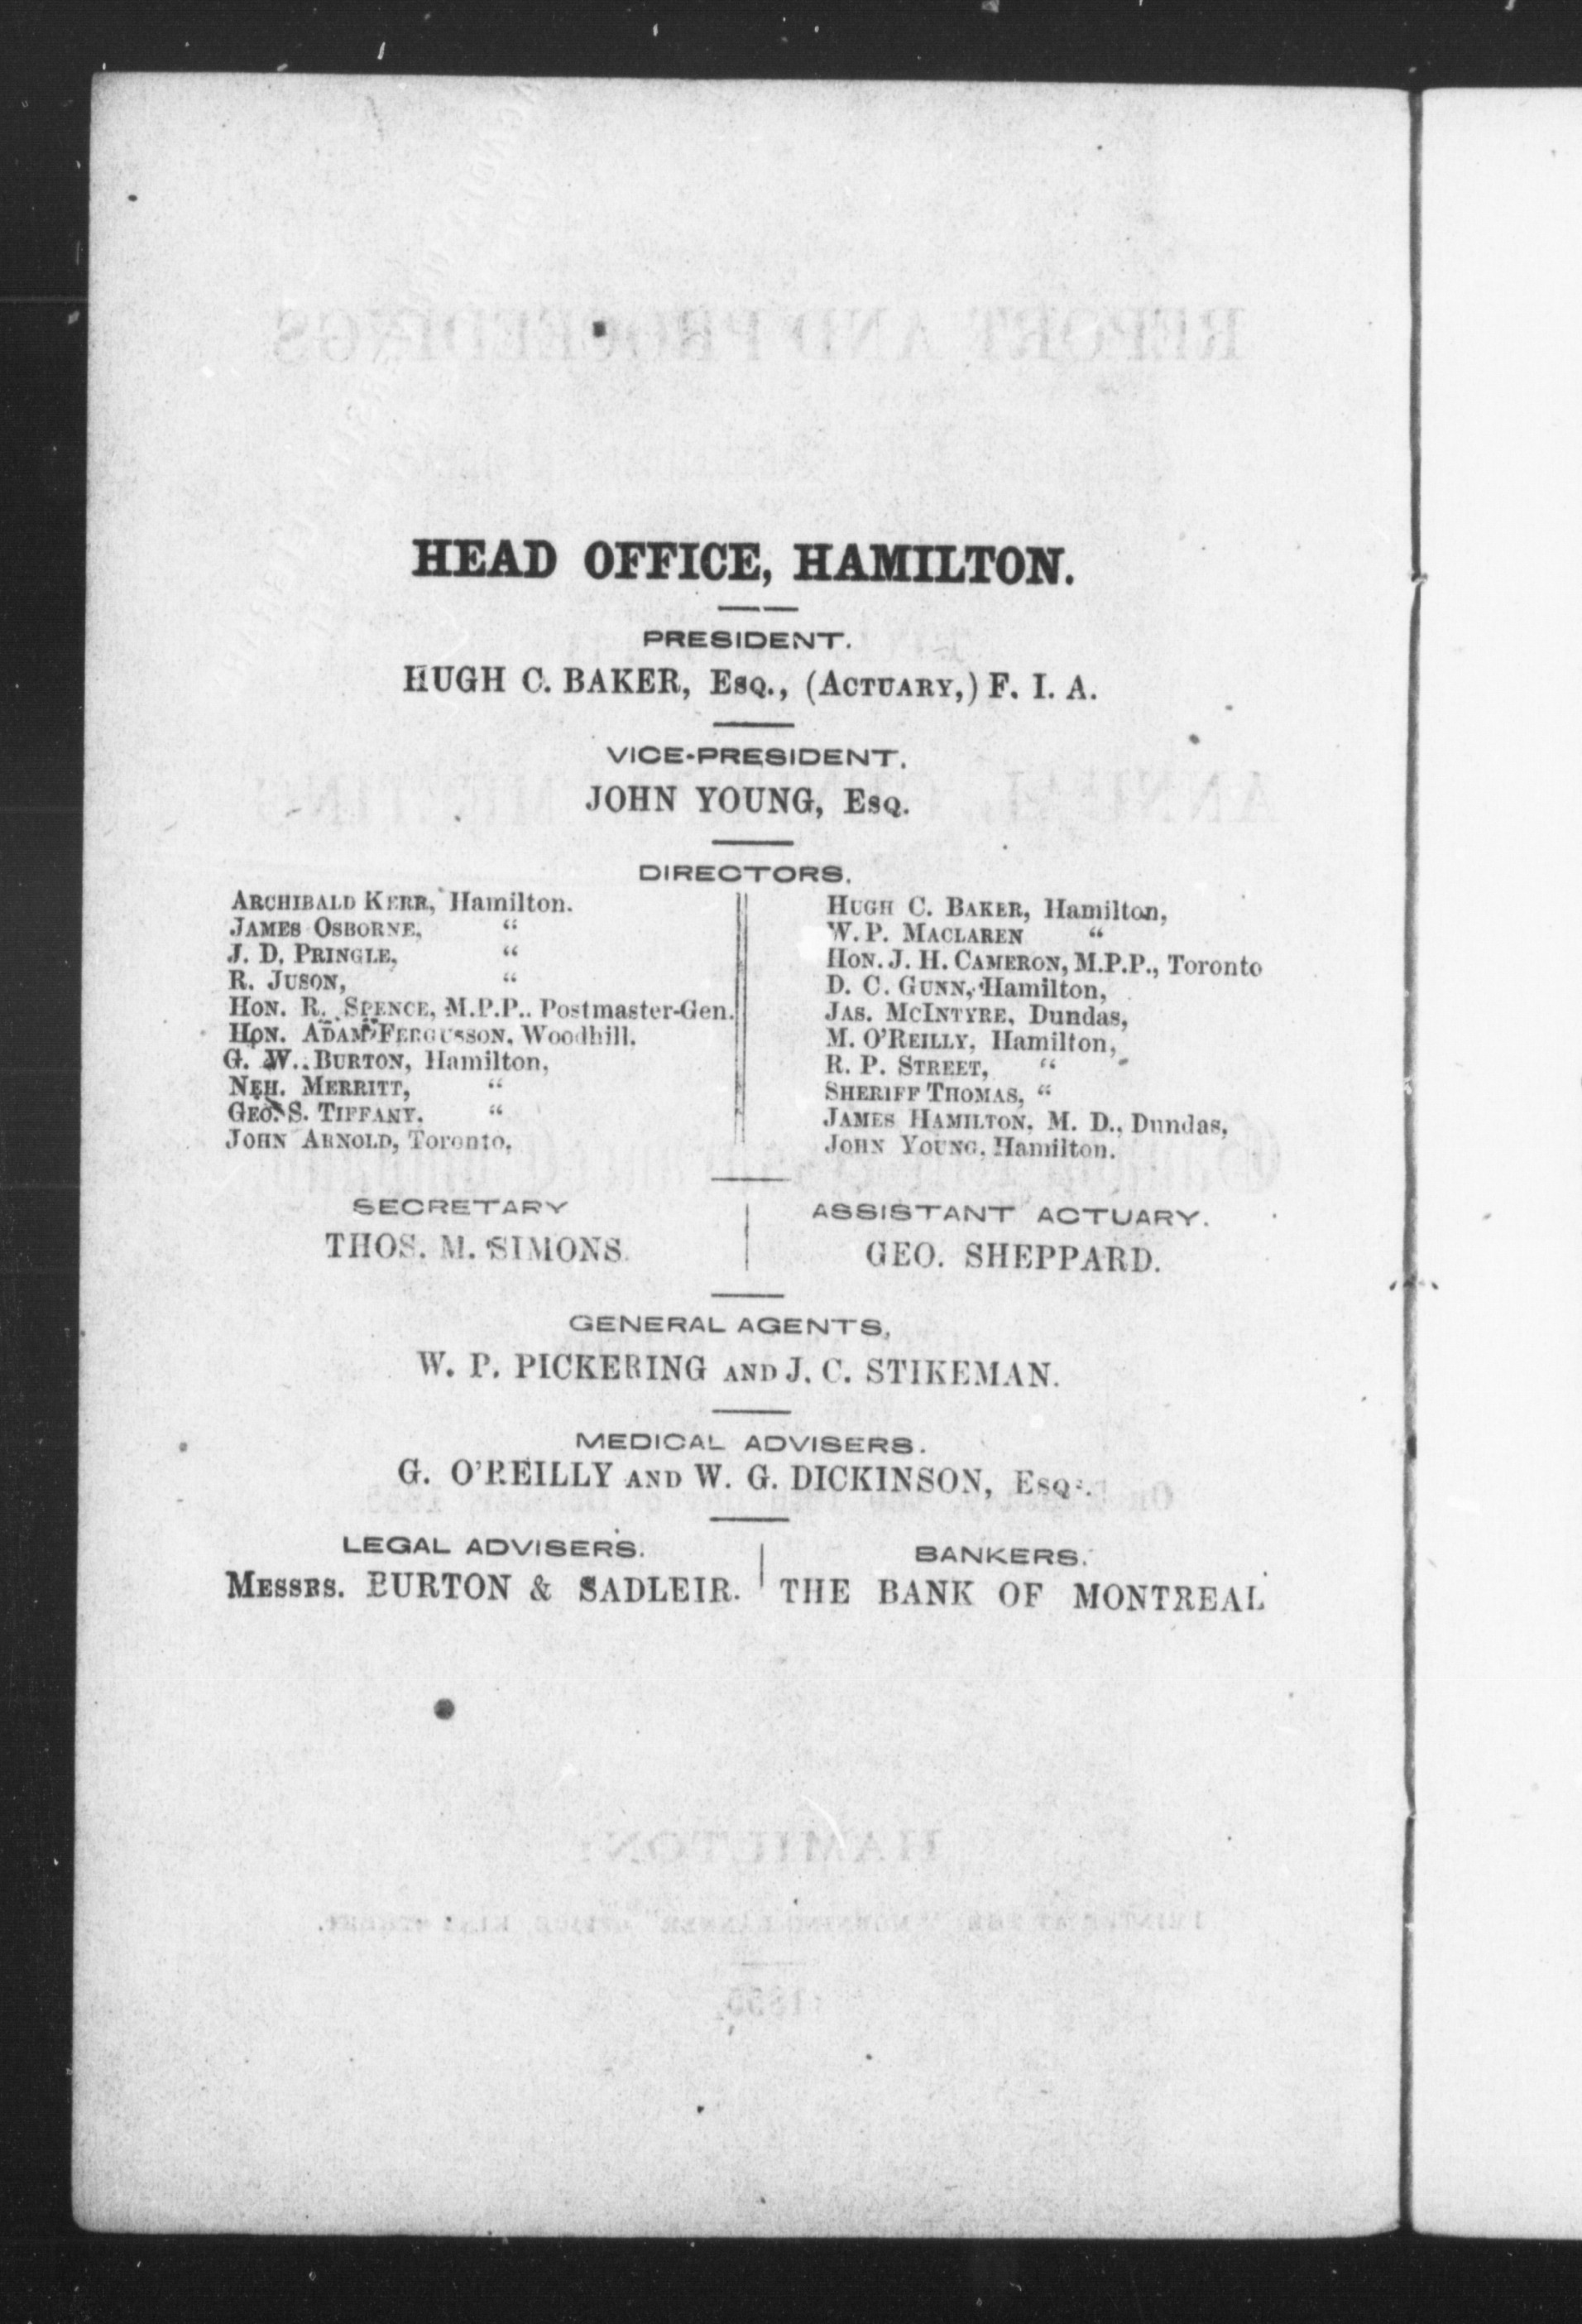 HEAD OFFICE, HAMILTON.
PRESIDENT.
HUGH C. BAKER, Esq., (Actuary,) F. I. A.
VICE-PRESIDENT.
JOHN YOUNG, Esq.
DIRECTORS.
Archibald Kerr, Hamilton.
James Osborne, “
J. D. Pringle, “
R. Juson, “
Hon. R. Spence, M.P.P.. Postmaster-Gen.
Hon. Adam Fergusson, Woodhill.
G. W. Burton, Hamilton,
Neh. Merritt, “
Geo. S. Tiffany. “
John Arnold, Toronto.
Hugh C. Baker, Hamilton,
W. P. Maclaren “
Hon. J. H. Cameron, M.P.P., Toronto
D. C. Gunn, Hamilton,
Jas. McIntyre, Dundas,
M. O'Reilly, Hamilton,
R. P. Street, “
Sheriff Thomas, “
James Hamilton, M. D., Dundas,
John Young, Hamilton.
SECRETARY
THOS. M. SIMONS.
ASSISTANT ACTUARY.
GEO. SHEPPARD.
GENERAL AGENTS,
W. P. PICKERING and J. C. STIKEMAN.
MEDICAL ADVISERS.
G. O'REILLY and W. G. DICKINSON, Esqs.
LEGAL ADVISERS.
Messrs. BURTON & SADLEIR.
BANKERS.
THE BANK OF MONTREAL